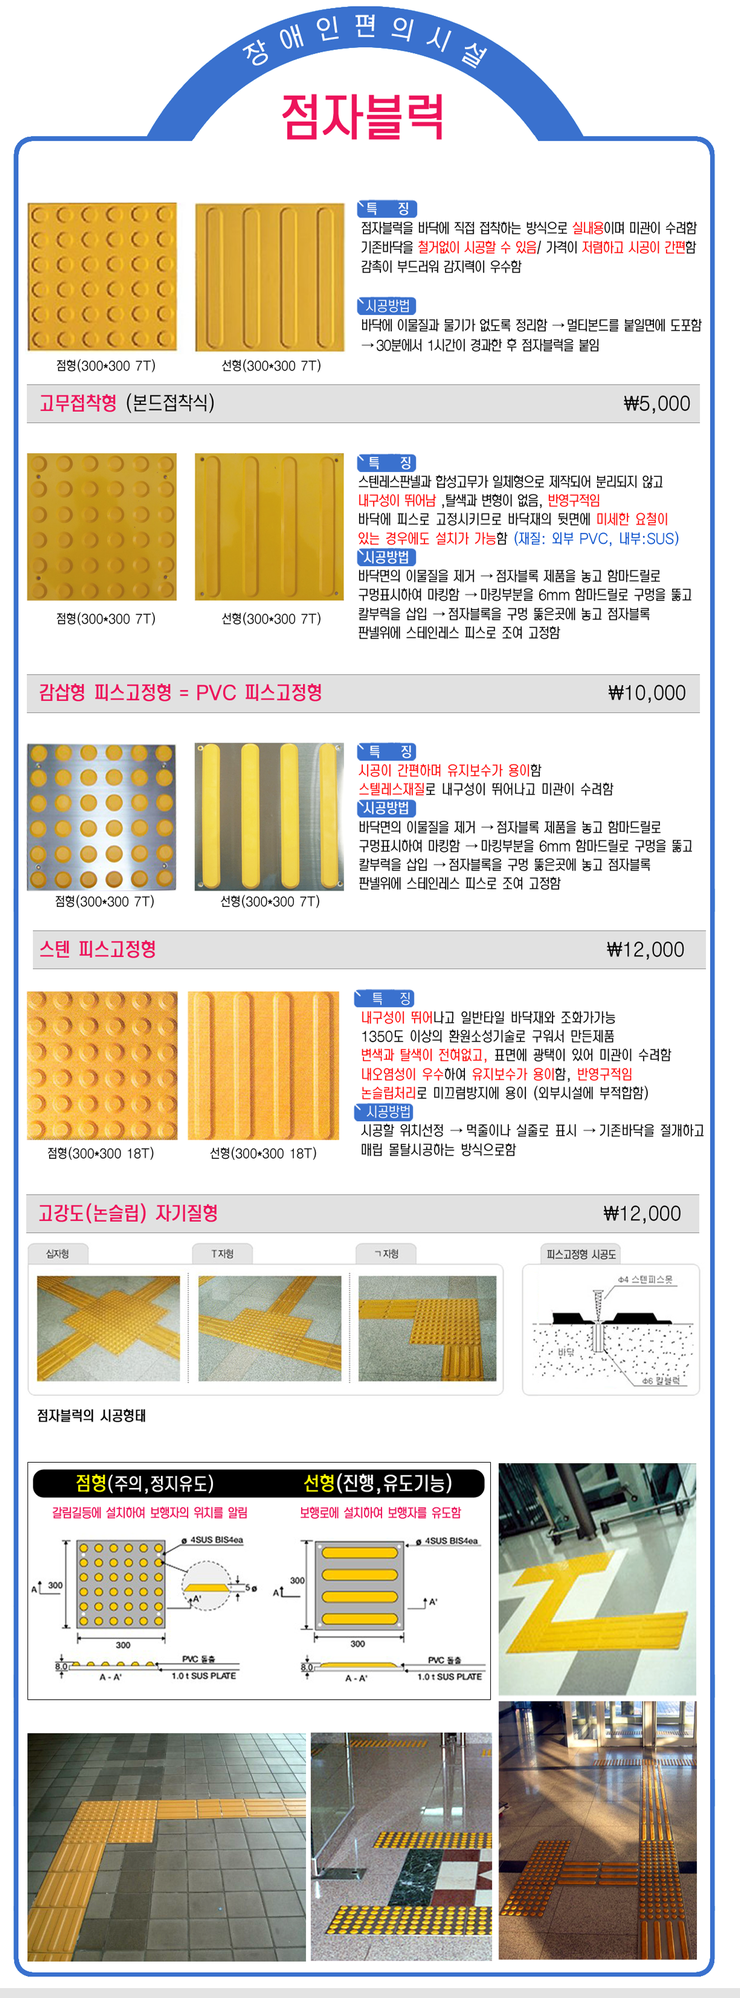 장애인편의시설
점자블럭
특 징
점자블럭을 바닥에 직접 접착하는 방식으로 실내용이며 미관이 수려함
기존바닥을 철거없이 시공할 수 있음/ 가격이 저렴하고 시공이 간편함
감촉이 부드러워 감지력이 우수함
시공방법
바닥에 이물질과 물기가 없도록 정리함 → 멀티본드를 붙일면에 도포함
→ 30분에서 1시간이 경과한 후 점자블럭을 붙임
점형(300*300 7T)
선형(300*300 7T)
고무접착형 (본드접착식)
₩5,000
특 징
스텐레스판넬과 합성고무가 일체형으로 제작되어 분리되지 않고
내구성이 뛰어남 ,탈색과 변형이 없음, 반영구적임
바닥에 피스로 고정시키므로 바닥재의 뒷면에 미세한 요철이
있는 경우에도 설치가 가능함 (재질: 외부 PVC, 내부:SUS)
시공방법
바닥면의 이물질을 제거 → 점자블록 제품을 놓고 함마드릴로
구멍표시하여 마킹함 → 마킹부분을 6mm 함마드릴로 구멍을 뚫고
칼부럭을 삽입 → 점자블록을 구멍 뚫은곳에 놓고 점자블록
판넬위에 스테인레스 피스로 조여 고정함
점형(300*300 7T)
선형(300*300 7T)
감삽형 피스고정형 = PVC 피스고정형
₩10,000
특 징
시공이 간편하며 유지보수가 용이함
스텔레스재질로 내구성이 뛰어나고 미관이 수려함
시공방법
바닥면의 이물질을 제거 → 점자블록 제품을 놓고 함마드릴로
구멍표시하여 마킹함 → 마킹부분을 6mm 함마드릴로 구멍을 뚫고
칼부럭을 삽입 → 점자블록을 구멍 뚫은곳에 놓고 점자블록
판넬위에 스테인레스 피스로 조여 고정함
점형(300*300 7T)
선형(300*300 7T)
스텐 피스고정형
₩12,000
특 징
내구성이 뛰어나고 일반타일 바닥재와 조화가가능
1350도 이상의 환원소성기술로 구워서 만든제품
변색과 탈색이 전혀없고, 표면에 광택이 있어 미관이 수려함
내오염성이 우수하여 유지보수가 용이함, 반영구적임
논슬립처리로 미끄럼방지에 용이 (외부시설에 부적합함)
시공방법
시공할 위치선정 → 먹줄이나 실줄로 표시 → 기존바닥을 절개하고
매립 몰탈시공하는 방식으로함
점형(300*300 18T)
선형(300*300 18T)
고강도(논슬립) 자기질형
₩12,000
십자형
T 자형
ㄱ 자형
피스고정형 시공도
Φ4 스텐피스못
바닥
Φ6 칼블럭
점자블럭의 시공형태
점형(주의,정지유도)
선형(진행,유도기능)
갈림길등에 설치하여 보행자의 위치를 알림
보행로에 설치하여 보행자를 유도함
ø 4SUS BIS4ea
ø 4SUS BIS4ea
A
300
A'
5 ø
300
A
300
A'
300
8.0
PVC 돌출
A - A'
1.0 t SUS PLATE
8.0
PVC 돌출
A - A'
1.0 t SUS PLATE